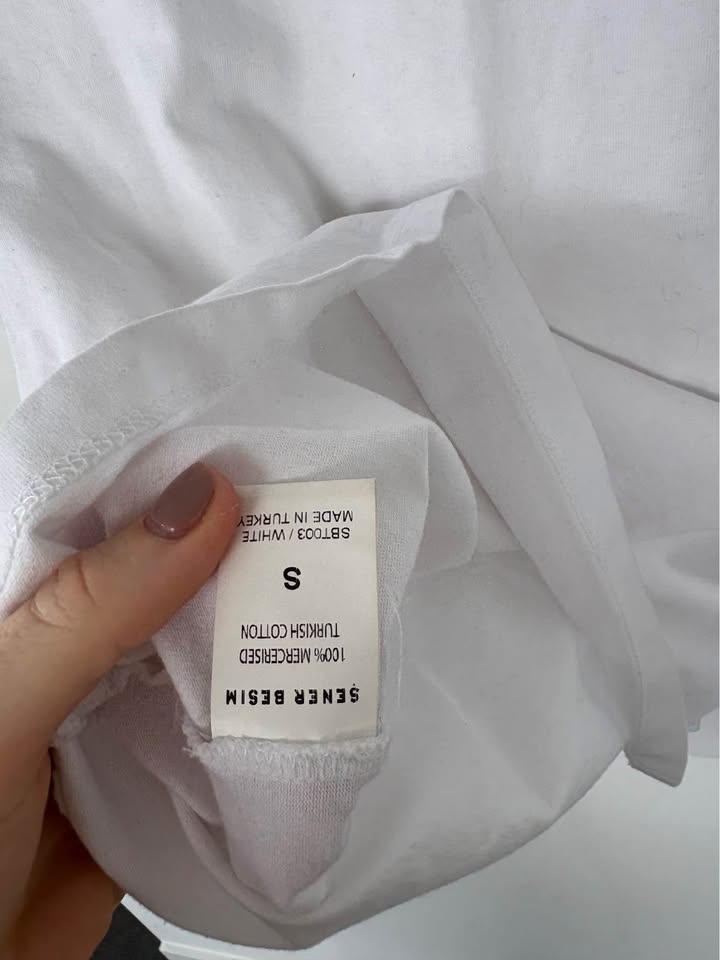 ŞENER BESIM
100% MERCERISED
TURKISH COTTON
S
SBT003 / WHITE
MADE IN TURKEY